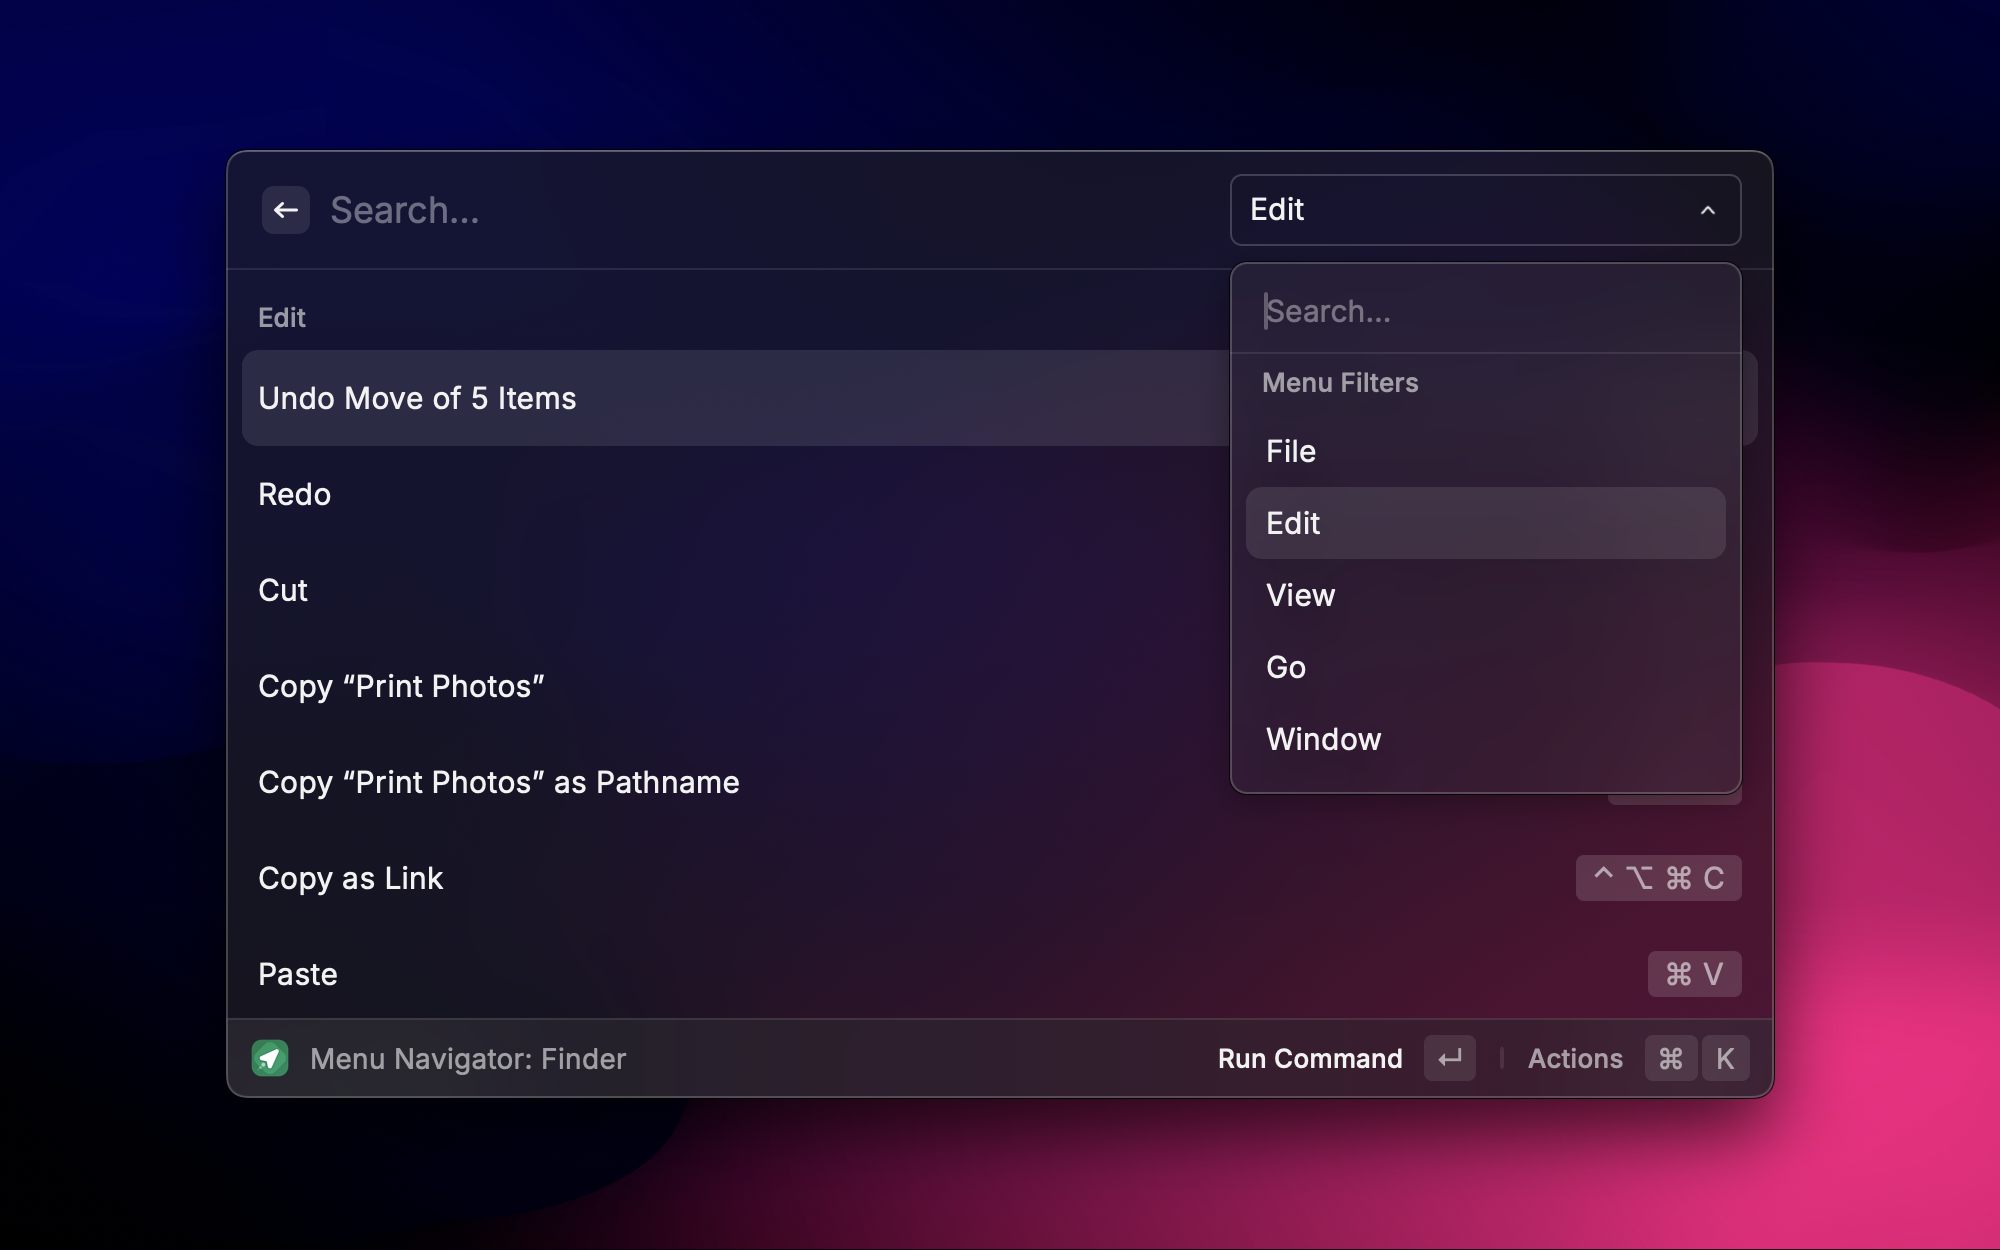 Search...
Edit
Edit
Undo Move of 5 Items
Redo
Cut
Copy “Print Photos”
Copy “Print Photos” as Pathname
Copy as Link
⌃ ⌥ ⌘ C
Paste
⌘ V
Search...
Menu Filters
File
Edit
View
Go
Window
Menu Navigator: Finder
Run Command ↵
Actions ⌘ K